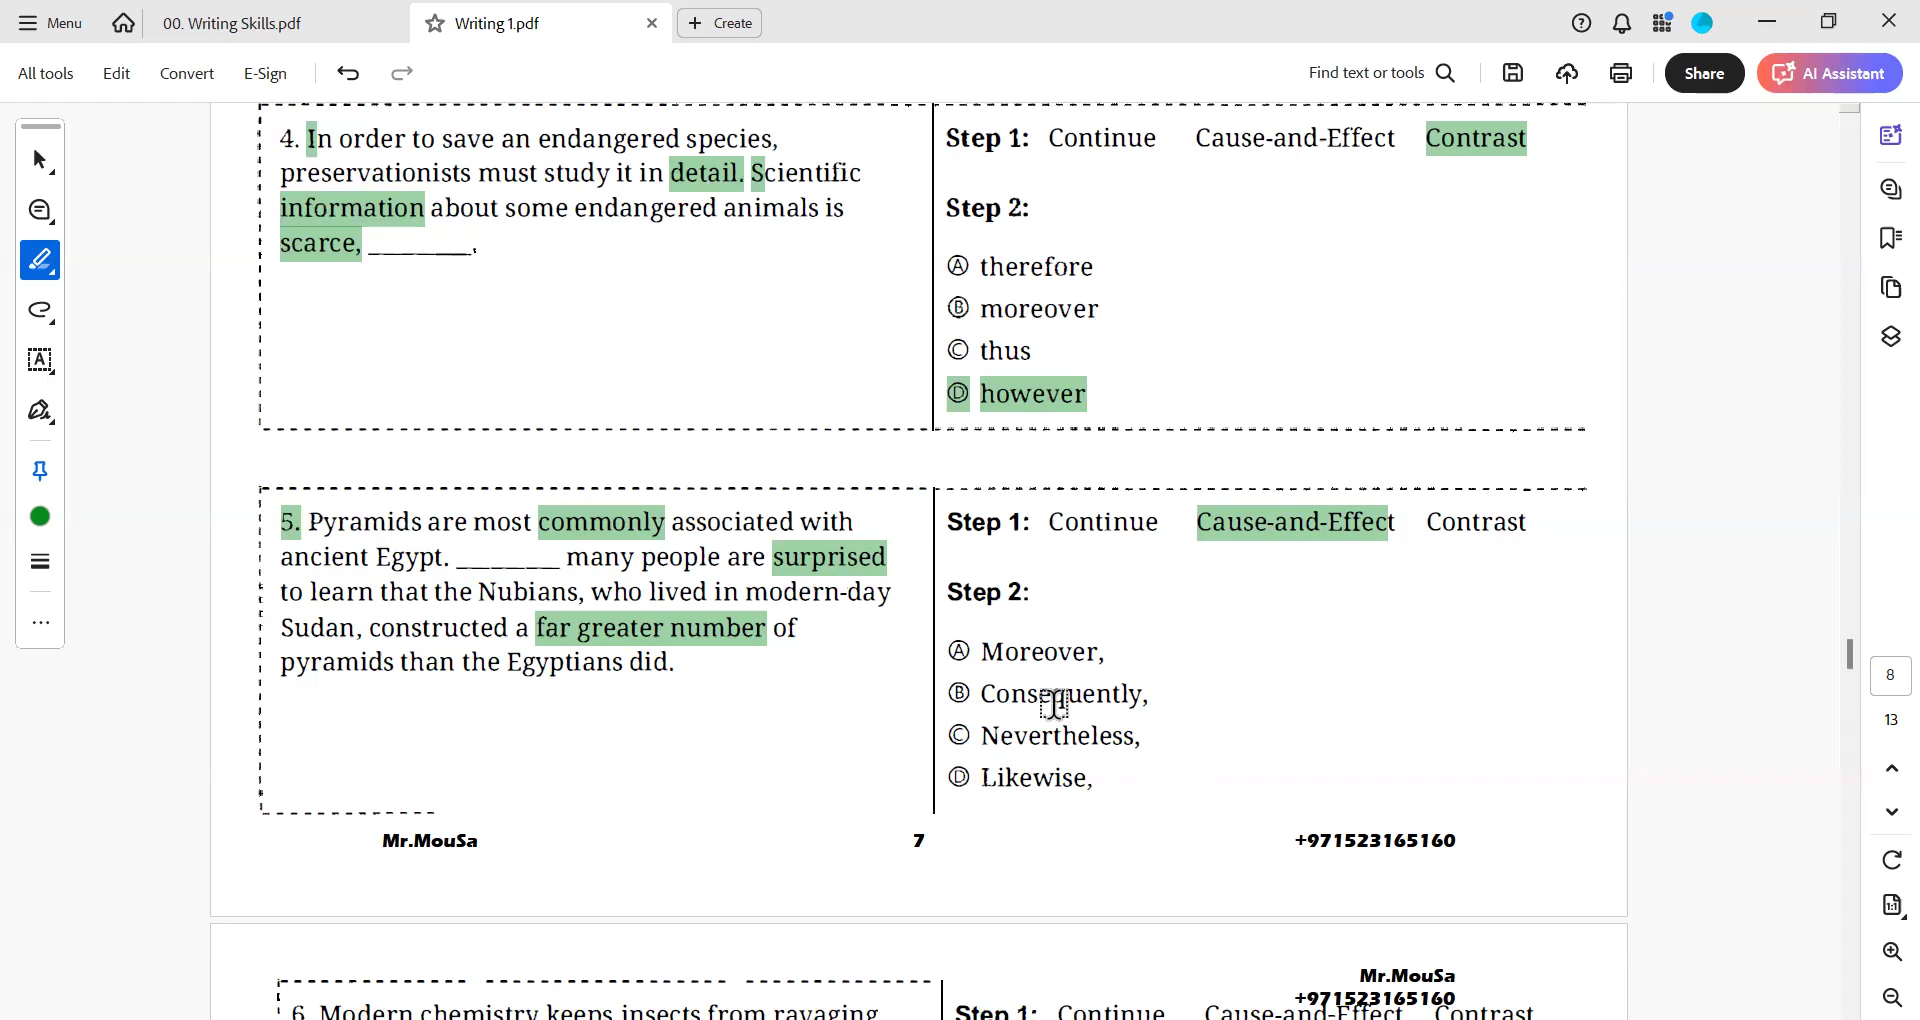 Menu
00. Writing Skills.pdf
Writing 1.pdf
Create
All tools
Edit
Convert
E-Sign
Find text or tools
Share
AI Assistant
4. In order to save an endangered species,
preservationists must study it in detail. Scientific
information about some endangered animals is
scarce, ________.
Step 1: Continue Cause-and-Effect Contrast
Step 2:
Ⓐ therefore
Ⓑ moreover
Ⓒ thus
Ⓓ however
5. Pyramids are most commonly associated with
ancient Egypt. ________ many people are surprised
to learn that the Nubians, who lived in modern-day
Sudan, constructed a far greater number of
pyramids than the Egyptians did.
Step 1: Continue Cause-and-Effect Contrast
Step 2:
Ⓐ Moreover,
Ⓑ Consequently,
Ⓒ Nevertheless,
Ⓓ Likewise,
Mr.MouSa 7 +971523165160
8
13
Mr.MouSa
+971523165160
6. Modern chemistry keeps insects from ravaging
Step 1: Continue Cause-and-Effect Contrast